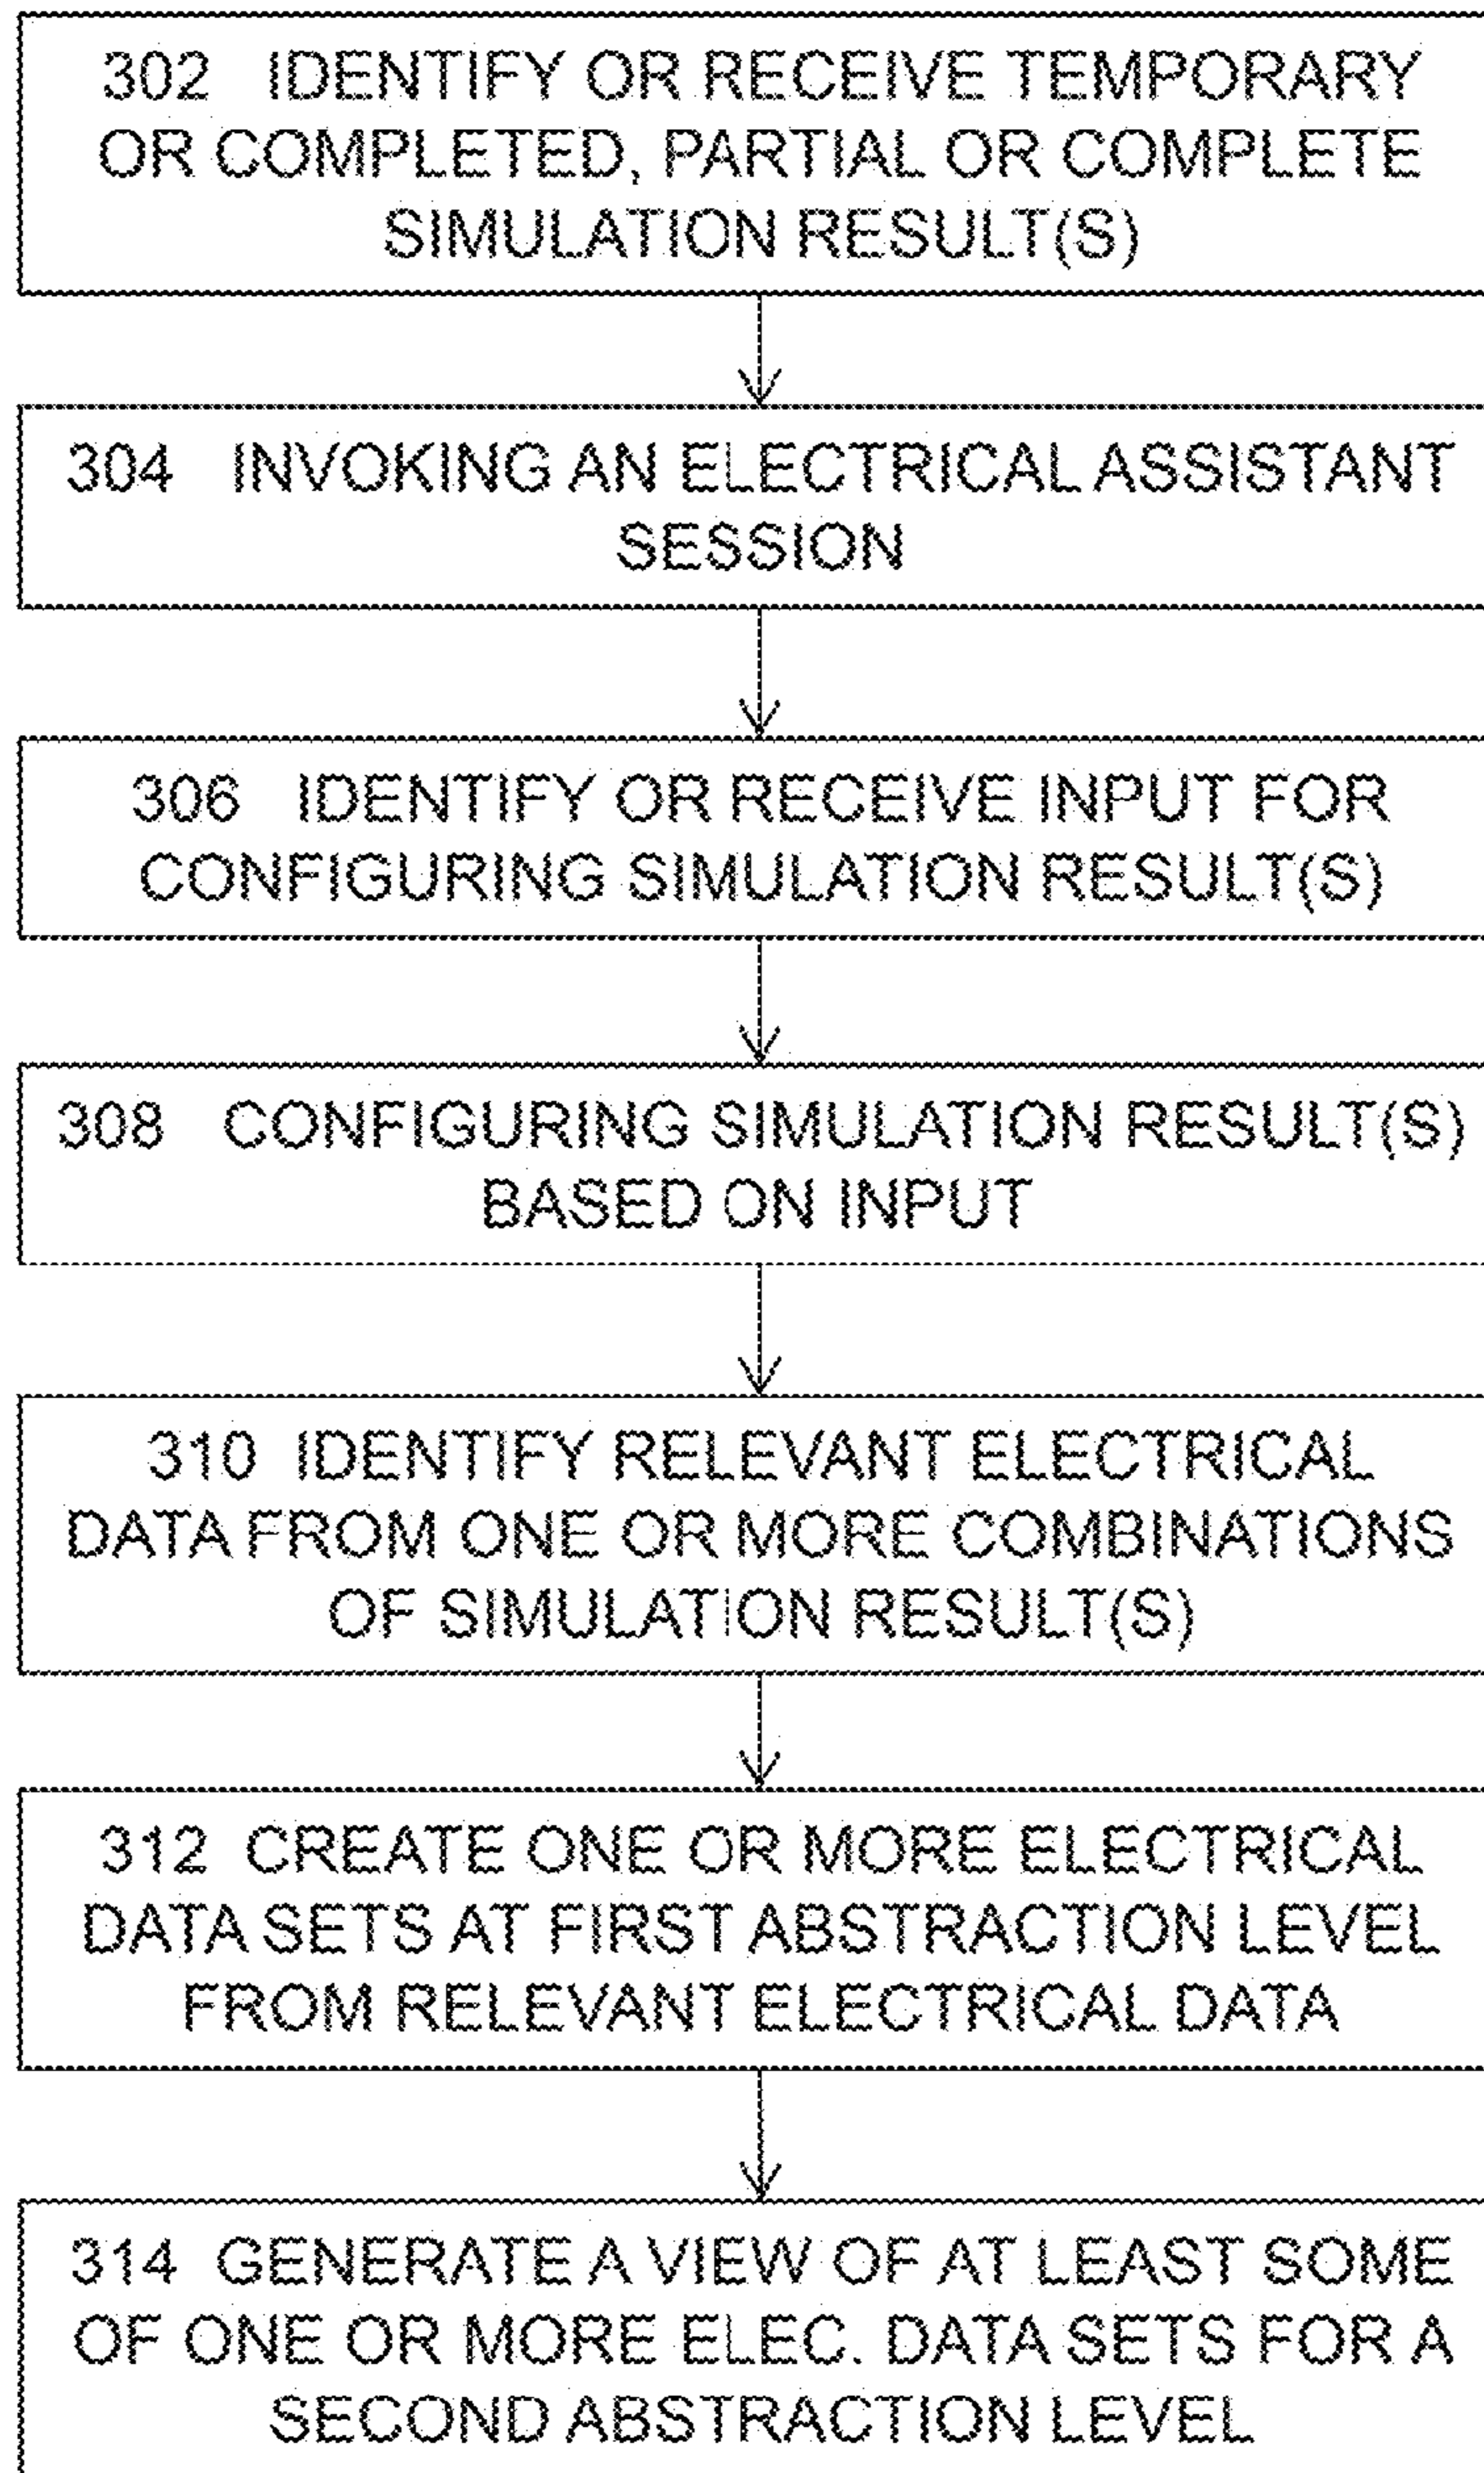 302 IDENTIFY OR RECEIVE TEMPORARY
OR COMPLETED, PARTIAL OR COMPLETE
SIMULATION RESULT(S)
304 INVOKING AN ELECTRICAL ASSISTANT
SESSION
306 IDENTIFY OR RECEIVE INPUT FOR
CONFIGURING SIMULATION RESULT(S)
308 CONFIGURING SIMULATION RESULT(S)
BASED ON INPUT
310 IDENTIFY RELEVANT ELECTRICAL
DATA FROM ONE OR MORE COMBINATIONS
OF SIMULATION RESULT(S)
312 CREATE ONE OR MORE ELECTRICAL
DATA SETS AT FIRST ABSTRACTION LEVEL
FROM RELEVANT ELECTRICAL DATA
314 GENERATE A VIEW OF AT LEAST SOME
OF ONE OR MORE ELEC. DATA SETS FOR A
SECOND ABSTRACTION LEVEL